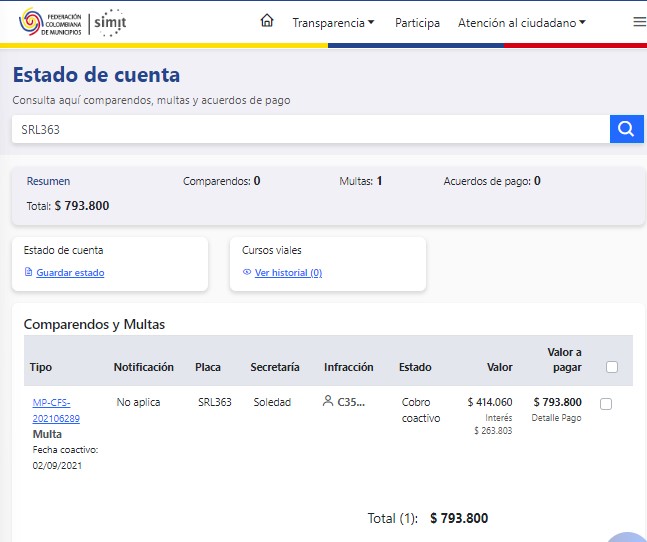 FEDERACIÓN
COLOMBIANA
DE MUNICIPIOS
simit
Transparencia
Participa
Atención al ciudadano
Estado de cuenta
Consulta aquí comparendos, multas y acuerdos de pago
SRL363
Resumen
Comparendos: 0
Multas: 1
Acuerdos de pago: 0
Total: $ 793.800
Estado de cuenta
Guardar estado
Cursos viales
Ver historial (0)
Comparendos y Multas
Tipo
Notificación
Placa
Secretaría
Infracción
Estado
Valor
Valor a
pagar
MP-CFS-
202106289
Multa
Fecha coactivo:
02/09/2021
No aplica
SRL363
Soledad
C35...
Cobro
coactivo
$ 414.060
Interés
$ 263.803
$ 793.800
Detalle Pago
Total (1): $ 793.800